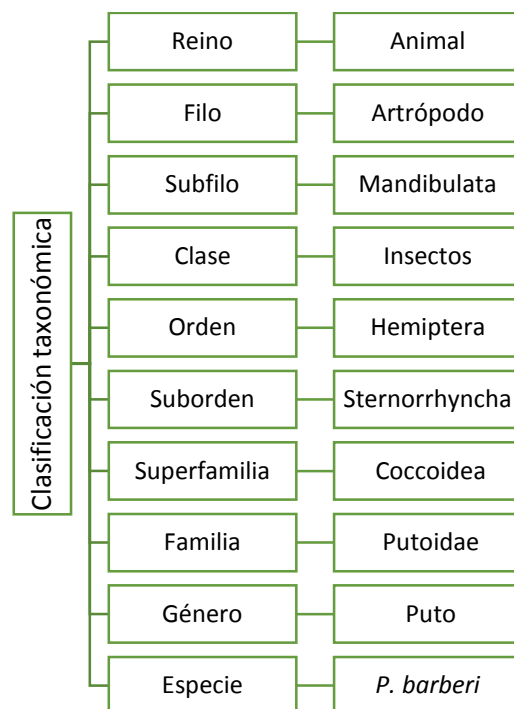 Clasificación taxonómica
Reino
Animal
Filo
Artrópodo
Subfilo
Mandibulata
Clase
Insectos
Orden
Hemiptera
Suborden
Sternorrhyncha
Superfamilia
Coccoidea
Familia
Putoidae
Género
Puto
Especie
P. barberi